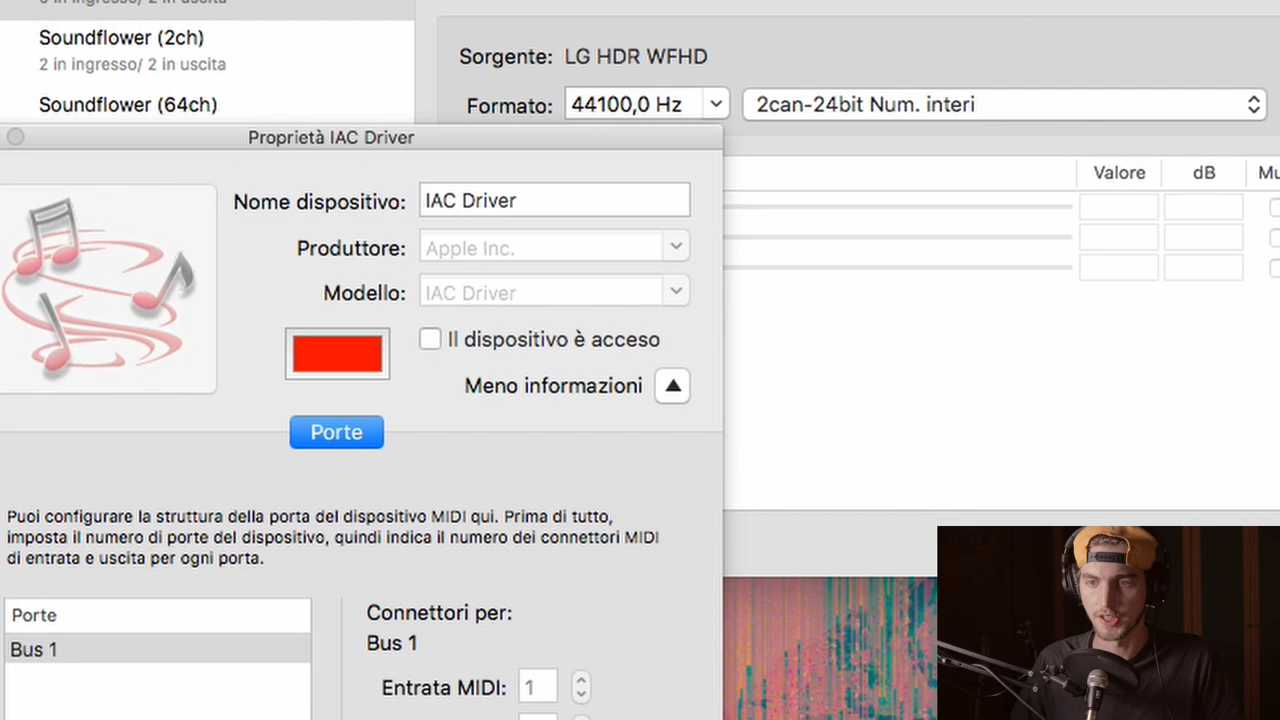 Soundflower (2ch)
2 in ingresso/ 2 in uscita
Soundflower (64ch)
Sorgente: LG HDR WFHD
Formato: 44100,0 Hz 2can-24bit Num. interi
Valore dB
Proprietà IAC Driver
Nome dispositivo: IAC Driver
Produttore: Apple Inc.
Modello: IAC Driver
Il dispositivo è acceso
Meno informazioni
Porte
Puoi configurare la struttura della porta del dispositivo MIDI qui. Prima di tutto,
imposta il numero di porte del dispositivo, quindi indica il numero dei connettori MIDI
di entrata e uscita per ogni porta.
Porte
Bus 1
Connettori per:
Bus 1
Entrata MIDI: 1